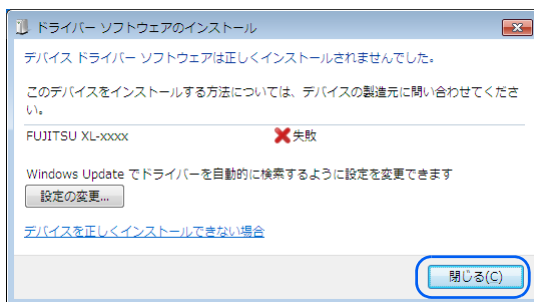 ドライバー ソフトウェアのインストール
デバイス ドライバー ソフトウェアは正しくインストールされませんでした。
このデバイスをインストールする方法については、デバイスの製造元に問い合わせてくださ
い。
FUJITSU XL-xxxx 失敗
Windows Update でドライバーを自動的に検索するように設定を変更できます
設定の変更...
デバイスを正しくインストールできない場合
閉じる(C)